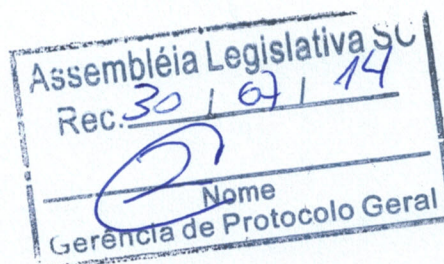 Assembléia Legislativa SC
Rec. 30 / 07 / 14
Nome
Gerência de Protocolo Geral